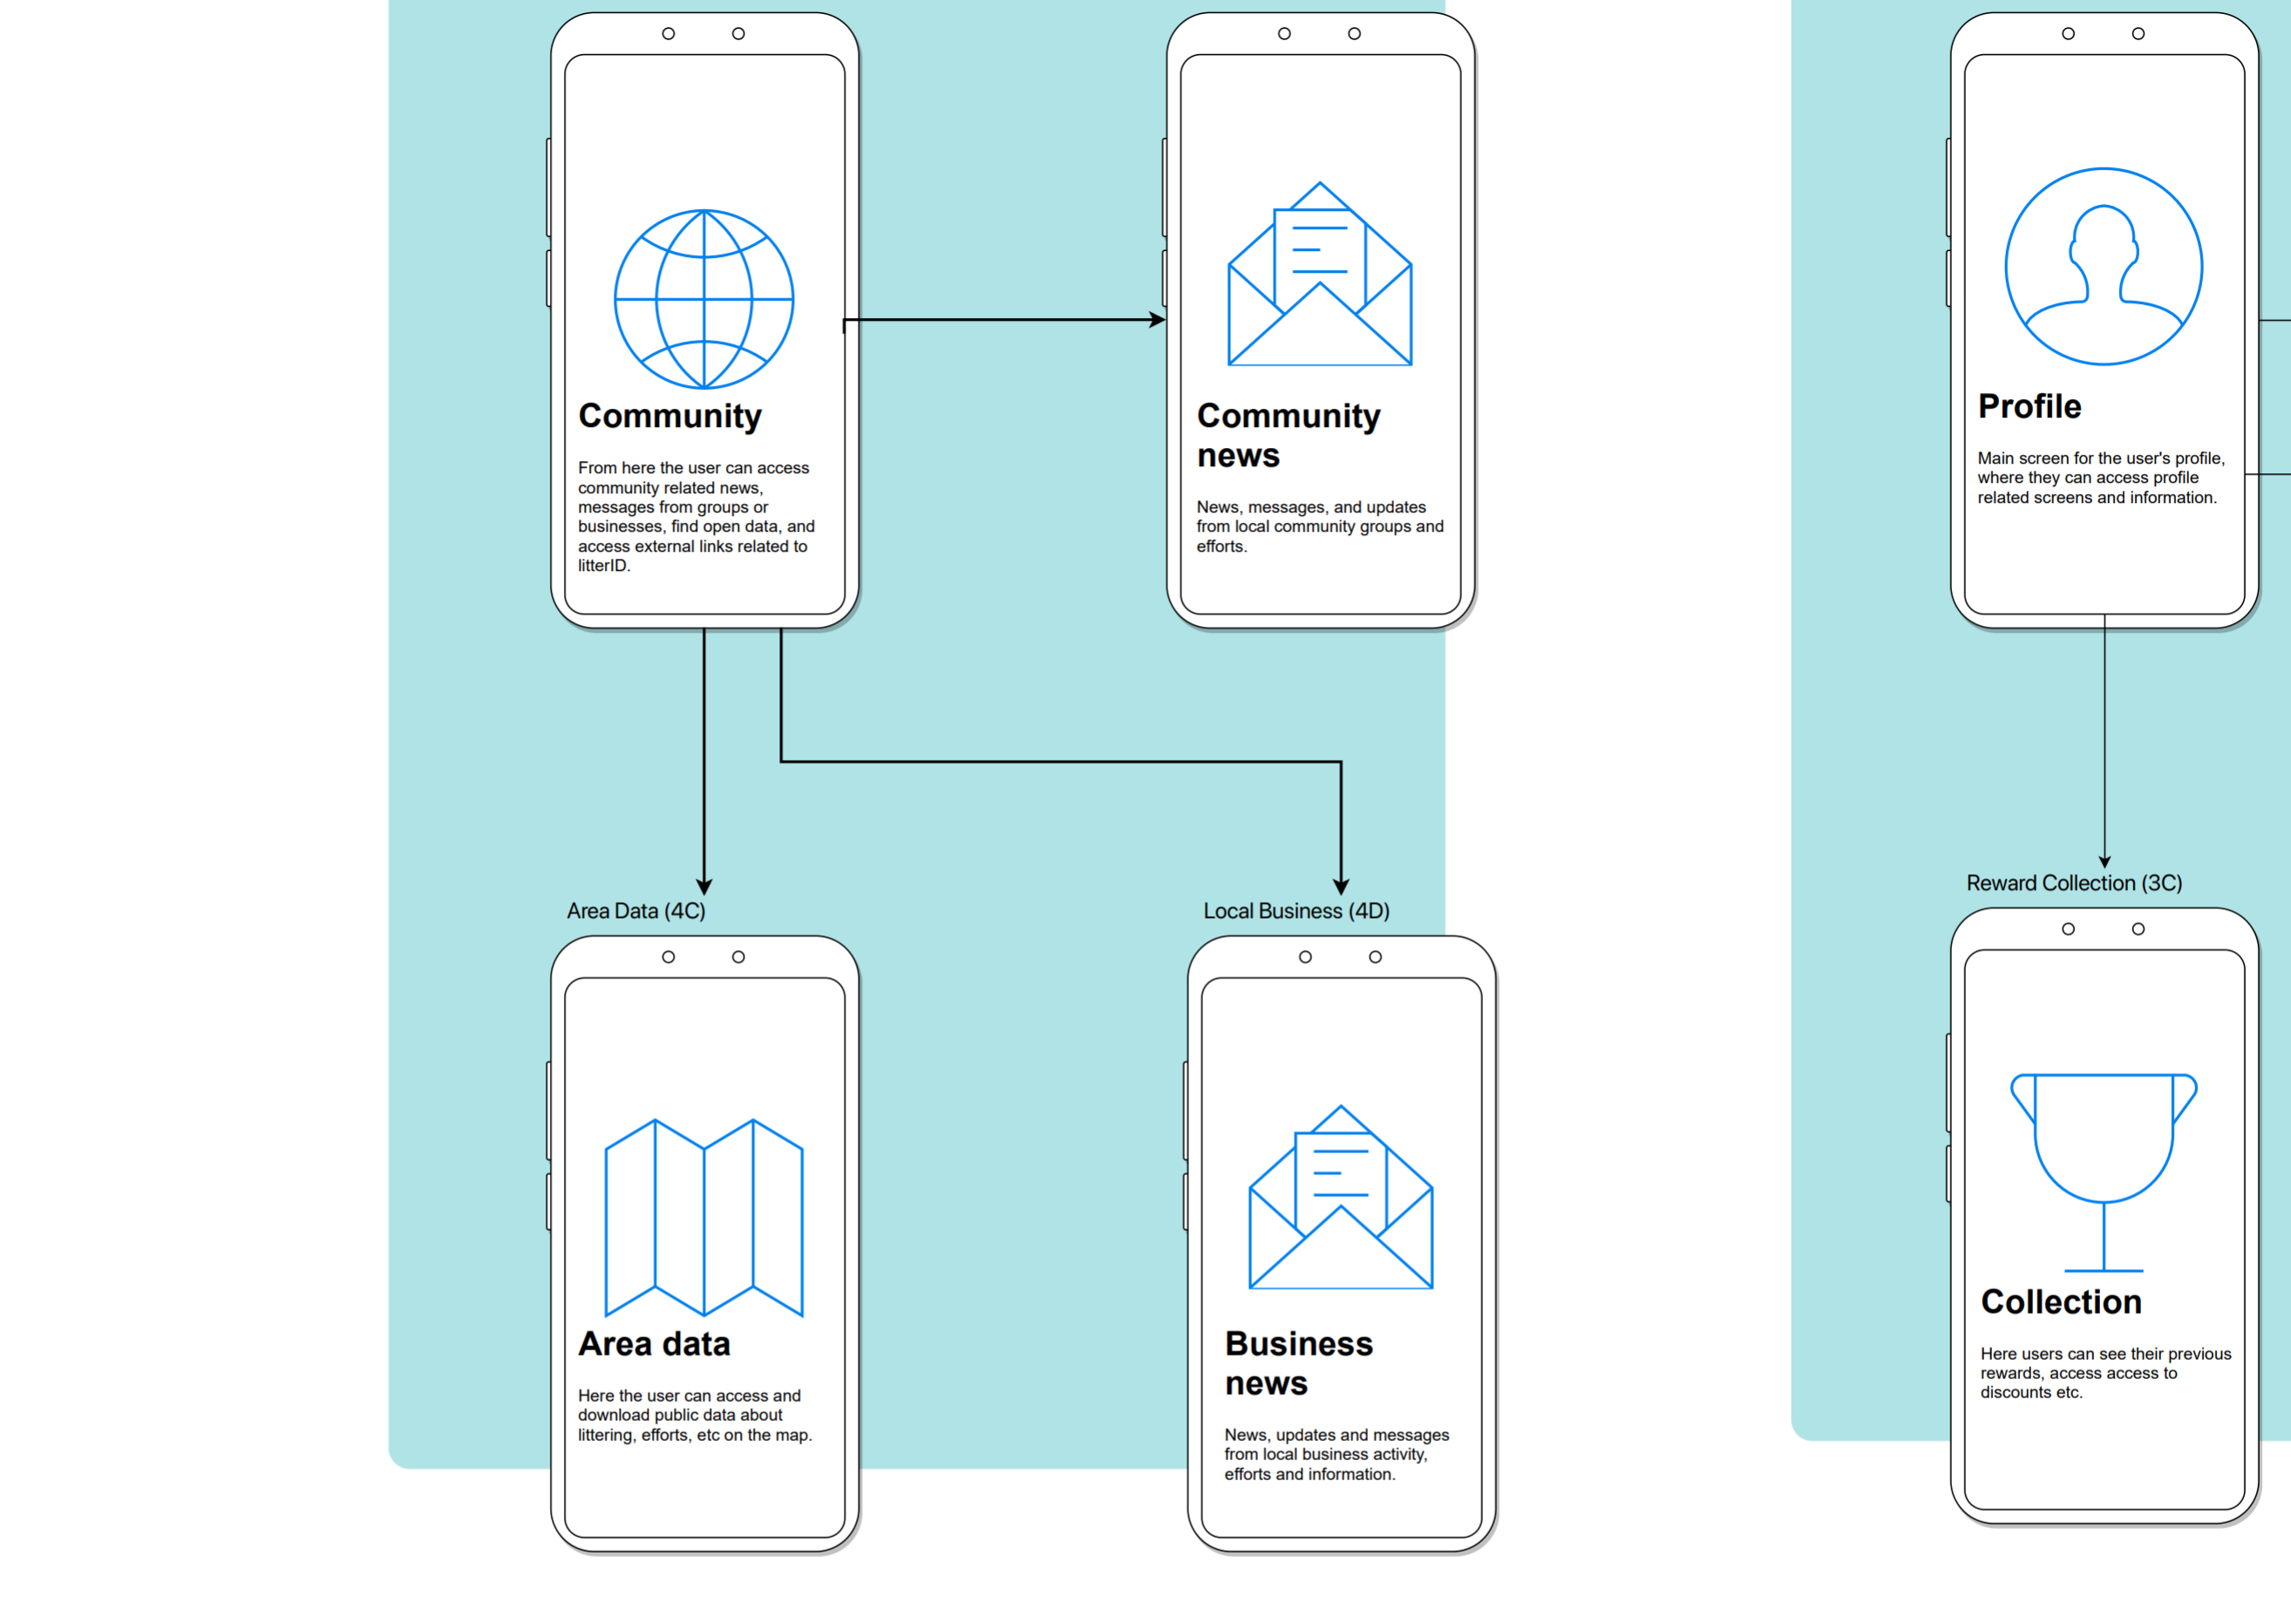 Community
From here the user can access
community related news,
messages from groups or
businesses, find open data, and
access external links related to
litterID.
Community
news
News, messages, and updates
from local community groups and
efforts.
Profile
Main screen for the user's profile,
where they can access profile
related screens and information.
Area Data (4C)
Area data
Here the user can access and
download public data about
littering, efforts, etc on the map.
Local Business (4D)
Business
news
News, updates and messages
from local business activity,
efforts and information.
Reward Collection (3C)
Collection
Here users can see their previous
rewards, access access to
discounts etc.